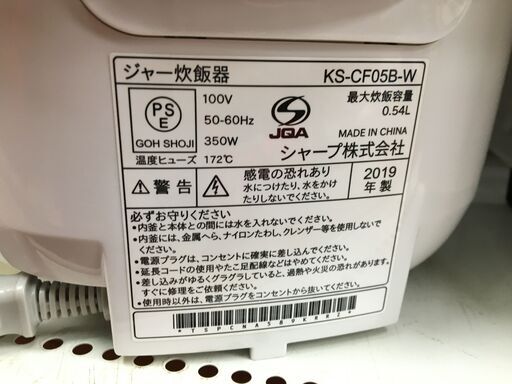 ジャー炊飯器 KS-CF05B-W
PS
E
GOH SHOJI
100V
50-60Hz
350W
温度ヒューズ 172℃
JQA
最大炊飯容量
0.54L
MADE IN CHINA
シャープ株式会社
警告
感電の恐れあり
水につけたり、水をかけ
たりしないでください。
2019
年製
必ずお守りください
•内釜と本体との間には水を入れないでください。
•内釜には、金属へら、ナイロンたわし、クレンザー等を使用しない
でください。
•電源プラグは、コンセントに確実に差し込んでください。
•延長コードの使用やたこ足配線などはやめてください。
•差し込みがゆるくグラグラしていると、過熱や火災の恐れがあります。
すぐに修理をご依頼ください。
•使用時以外は、電源プラグをコンセントから抜いてください。